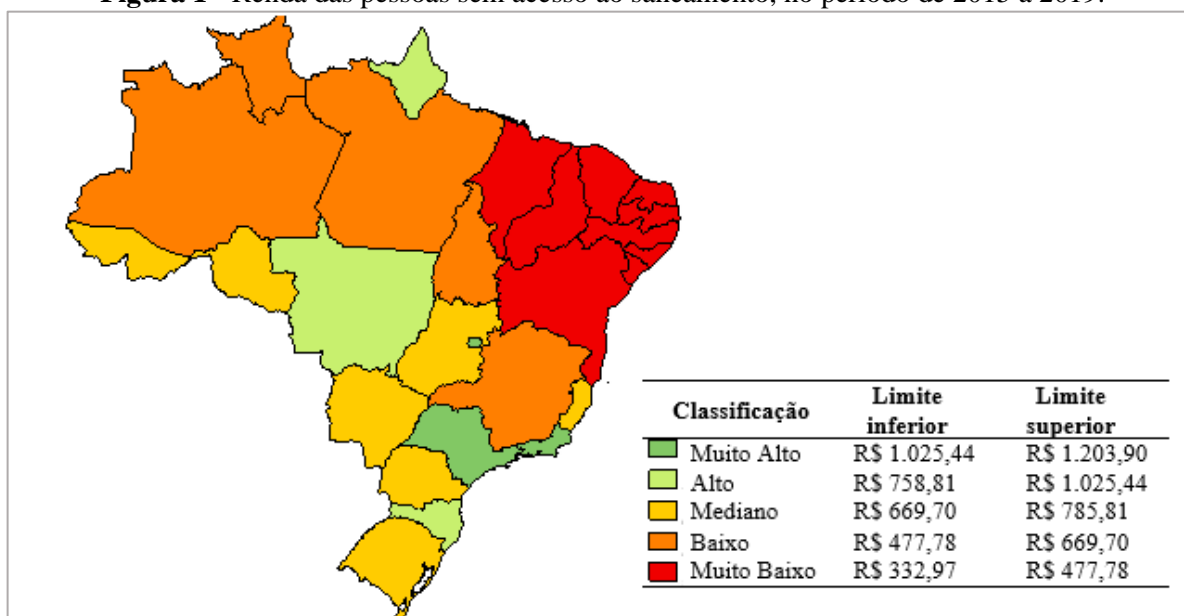 Figura 1 - Renda das pessoas sem acesso ao saneamento, no período de 2015 a 2019.
Classificação Limite inferior Limite superior
Muito Alto R$ 1.025,44 R$ 1.203,90
Alto R$ 758,81 R$ 1.025,44
Mediano R$ 669,70 R$ 785,81
Baixo R$ 477,78 R$ 669,70
Muito Baixo R$ 332,97 R$ 477,78